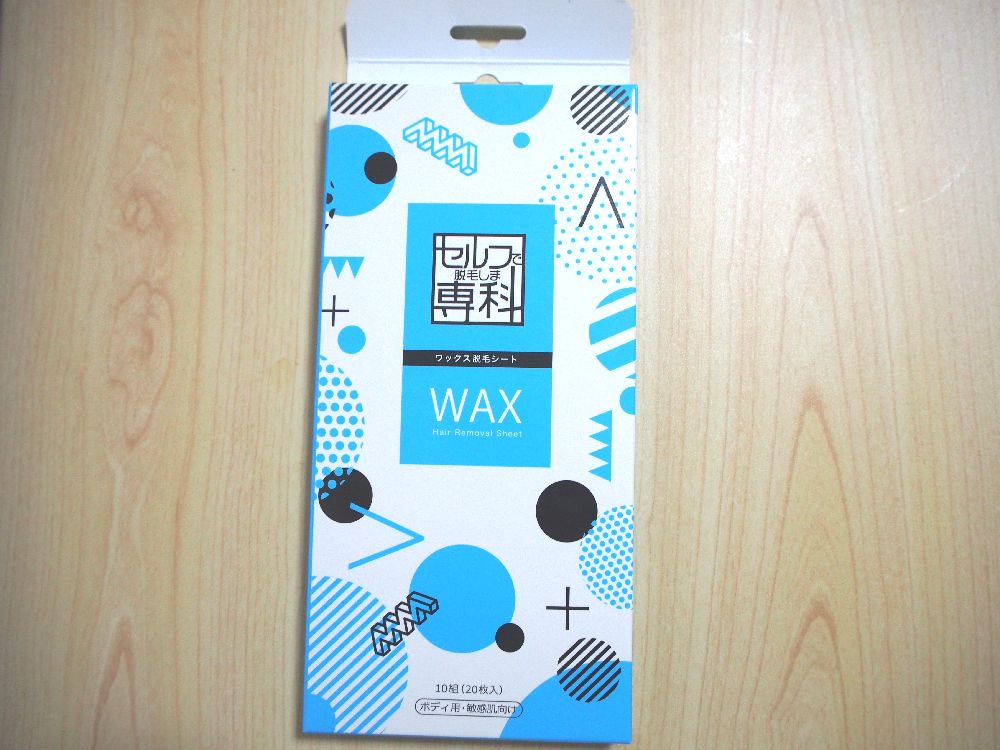 セルフで
脱毛しま
専科
ワックス脱毛シート
WAX
Hair Removal Sheet
10組(20枚入)
ボディ用・敏感肌向け